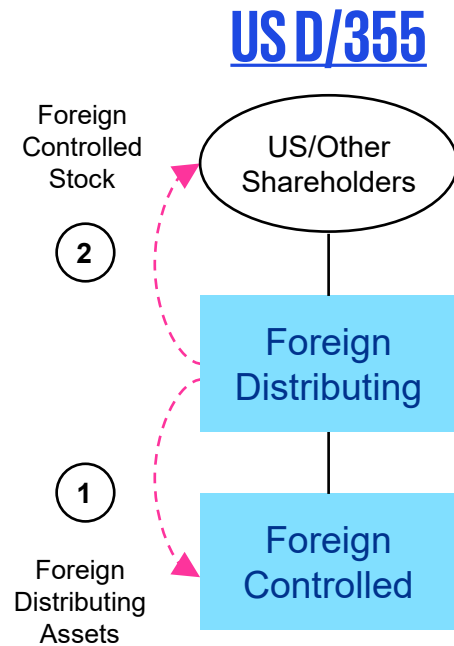 US D/355
Foreign
Controlled
Stock
US/Other
Shareholders
2
Foreign
Distributing
1
Foreign
Controlled
Foreign
Distributing
Assets